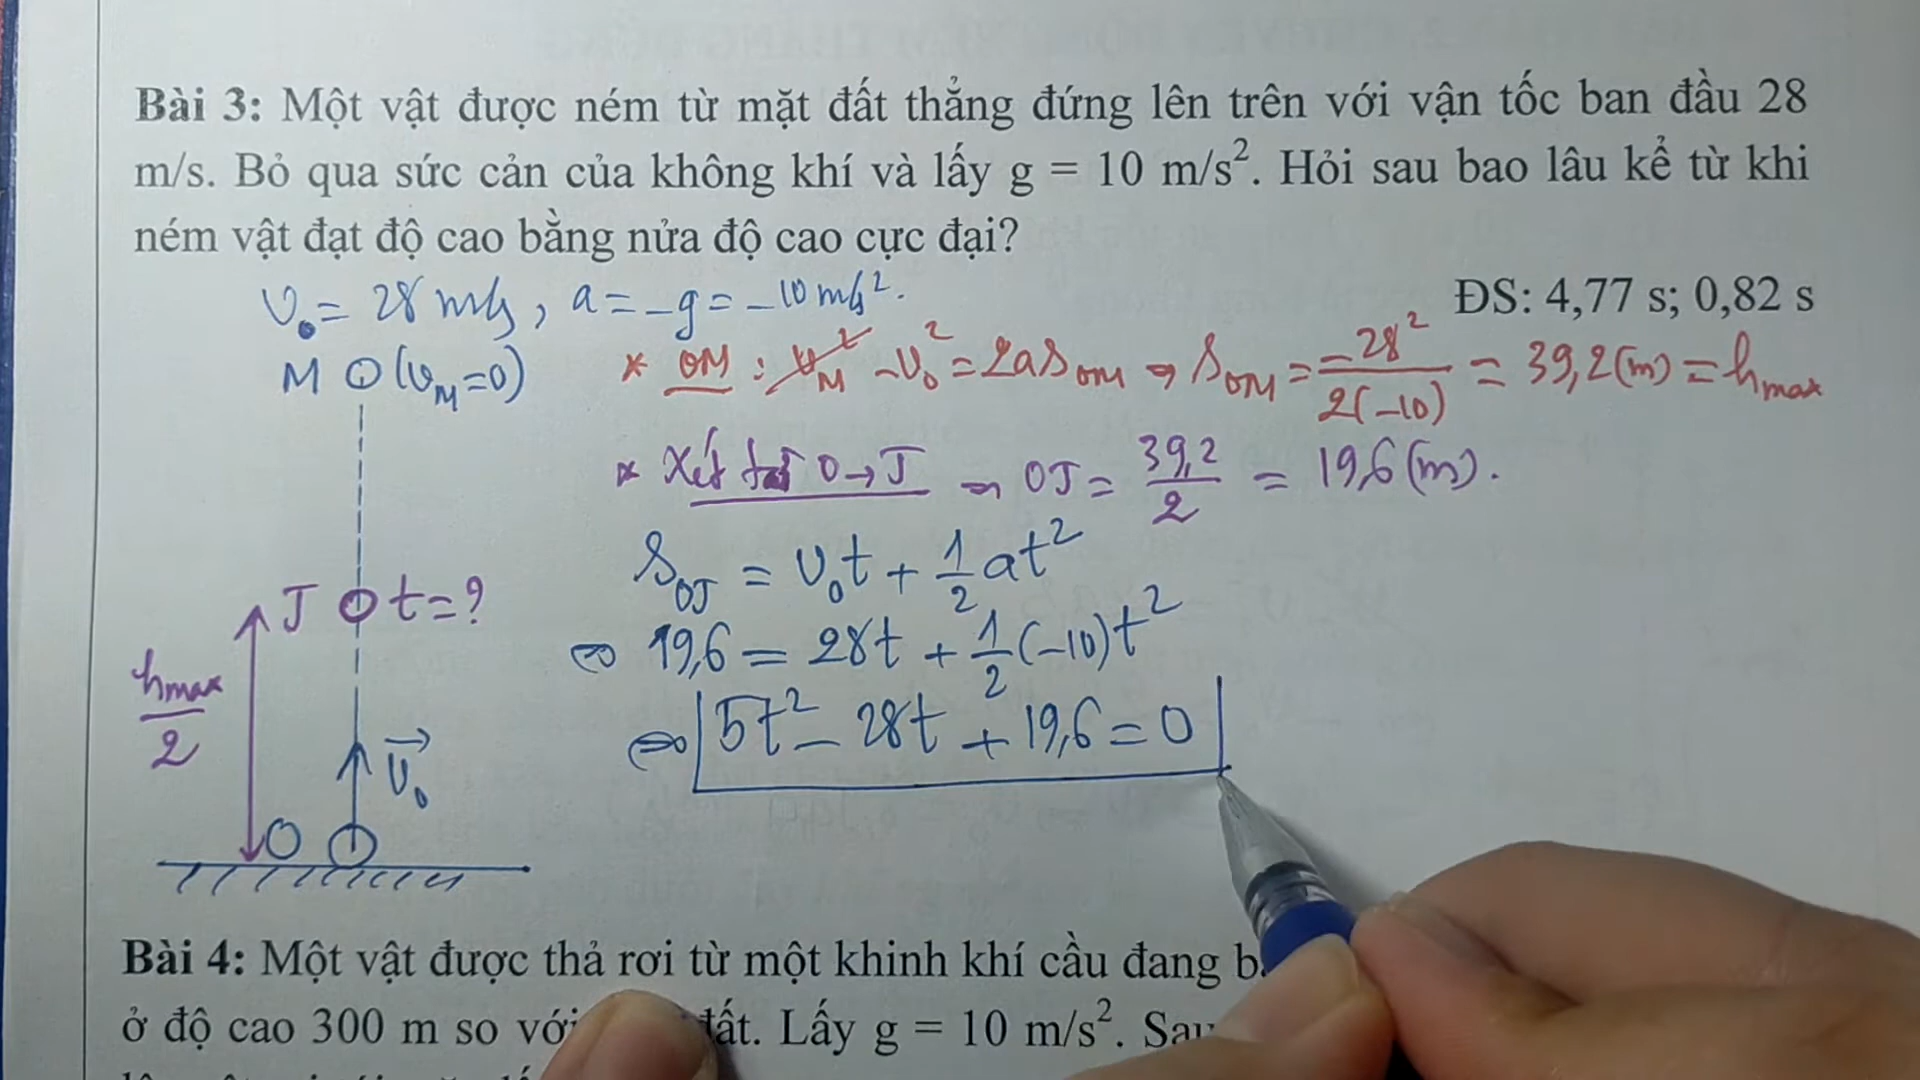 Bài 3: Một vật được ném từ mặt đất thẳng đứng lên trên với vận tốc ban đầu 28
m/s. Bỏ qua sức cản của không khí và lấy g = 10 m/s². Hỏi sau bao lâu kể từ khi
ném vật đạt độ cao bằng nửa độ cao cực đại?
ĐS: 4,77 s; 0,82 s
v₀ = 28 m/s, a = -g = -10 m/s².
M (v_M = 0)
* OM : v_M² - v₀² = 2as_OM ⇒ s_OM = -28²/2(-10) = 39,2 (m) = h_max
* Xét từ O→J ⇒ OJ = 39,2/2 = 19,6 (m).
S_OJ = v₀t + 1/2 at²
J t = ?
⇔ 19,6 = 28t + 1/2 (-10)t²
h_max/2
⇔ 5t² - 28t + 19,6 = 0
v₀
O
Bài 4: Một vật được thả rơi từ một khinh khí cầu đang
ở độ cao 300 m so với đất. Lấy g = 10 m/s².